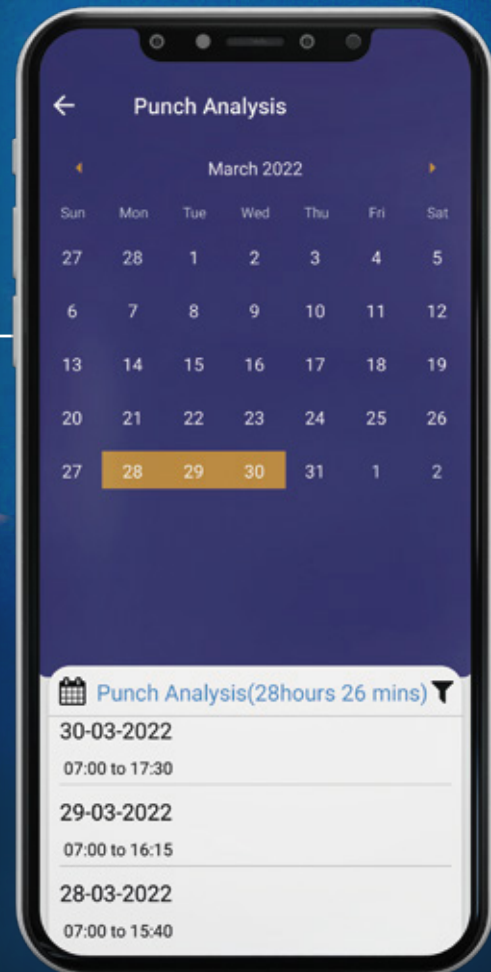 Punch Analysis
March 2022
Sun Mon Tue Wed Thu Fri Sat
27 28 1 2 3 4 5
6 7 8 9 10 11 12
13 14 15 16 17 18 19
20 21 22 23 24 25 26
27 28 29 30 31 1 2
Punch Analysis(28hours 26 mins)
30-03-2022
07:00 to 17:30
29-03-2022
07:00 to 16:15
28-03-2022
07:00 to 15:40